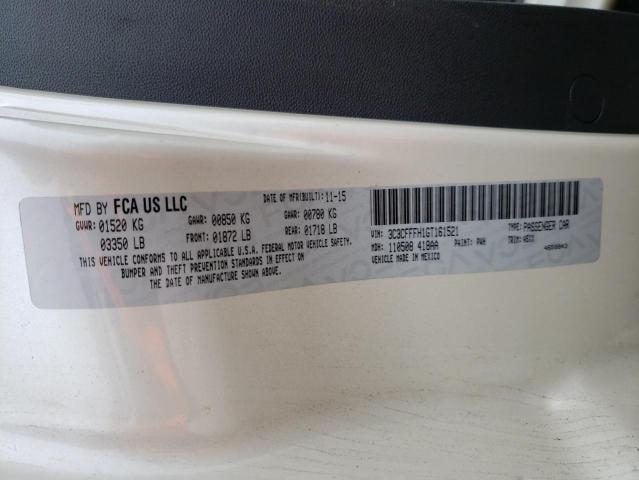 MFD BY FCA US LLC DATE OF MFR(BUILT): 11-15
GVWR: 01520 KG GAWR: 00850 KG GAWR: 00780 KG
03350 LB FRONT: 01872 LB REAR: 01718 LB
THIS VEHICLE CONFORMS TO ALL APPLICABLE U.S.A. FEDERAL MOTOR VEHICLE SAFETY,
BUMPER AND THEFT PREVENTION STANDARDS IN EFFECT ON
THE DATE OF MANUFACTURE SHOWN ABOVE.
VIN: 3C3CFFFH1GT161521 TYPE: PASSENGER CAR
MDH: 110508 418AA PAINT: PWH TRIM:
VEHICLE MADE IN MEXICO